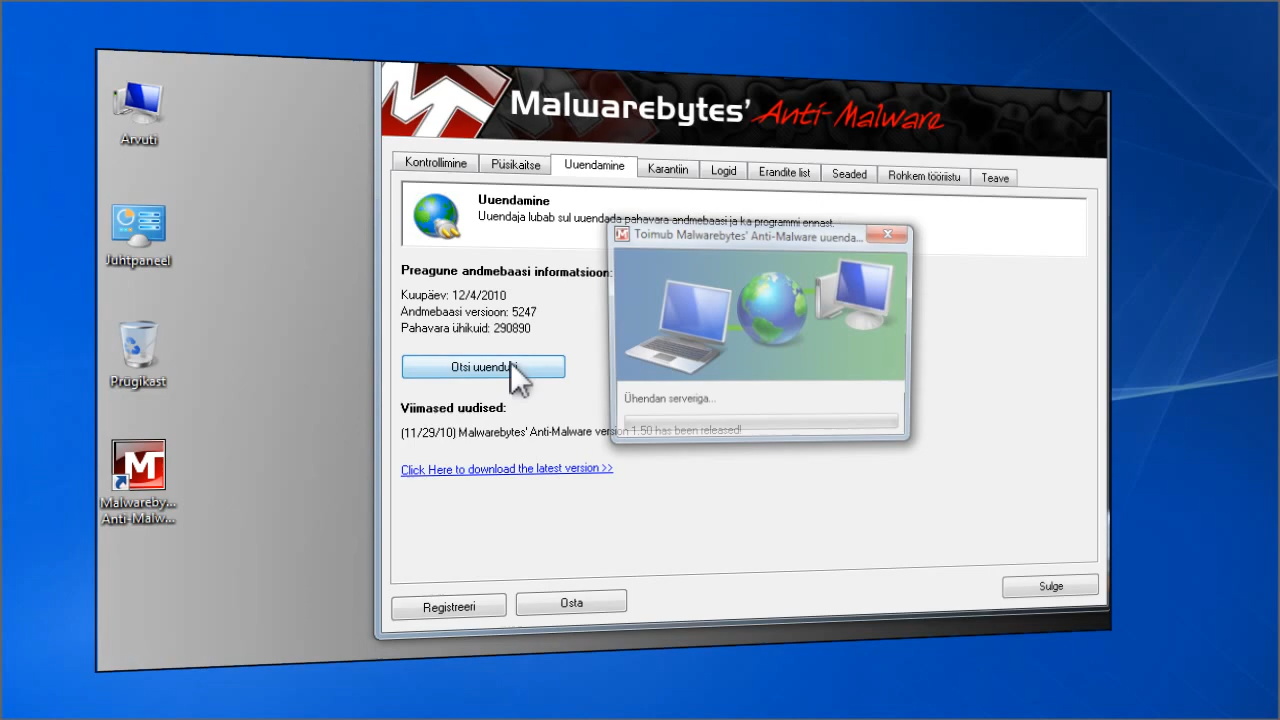 Arvuti
Juhtpaneel
Prügikast
Malwareby...
Anti-Malw...
Malwarebytes' Anti-Malware
Kontrollimine
Püsikaitse
Uuendamine
Karantiin
Logid
Erandite list
Seaded
Rohkem tööriistu
Teave
Uuendamine
Uuendaja lubab sul uuendada pahavara andmebaasi ja ka programmi ennast.
Toimub Malwarebytes' Anti-Malware uuenda...
Preagune andmebaasi informatsioon:
Kuupäev: 12/4/2010
Andmebaasi versioon: 5247
Pahavara ühikuid: 290890
Otsi
Ühendan serveriga...
Viimased uudised:
(11/29/10) Malwarebytes' Anti-Malware version 1.50 has been released!
Click Here to download the latest version >>
Registreeri
Osta
Sulge